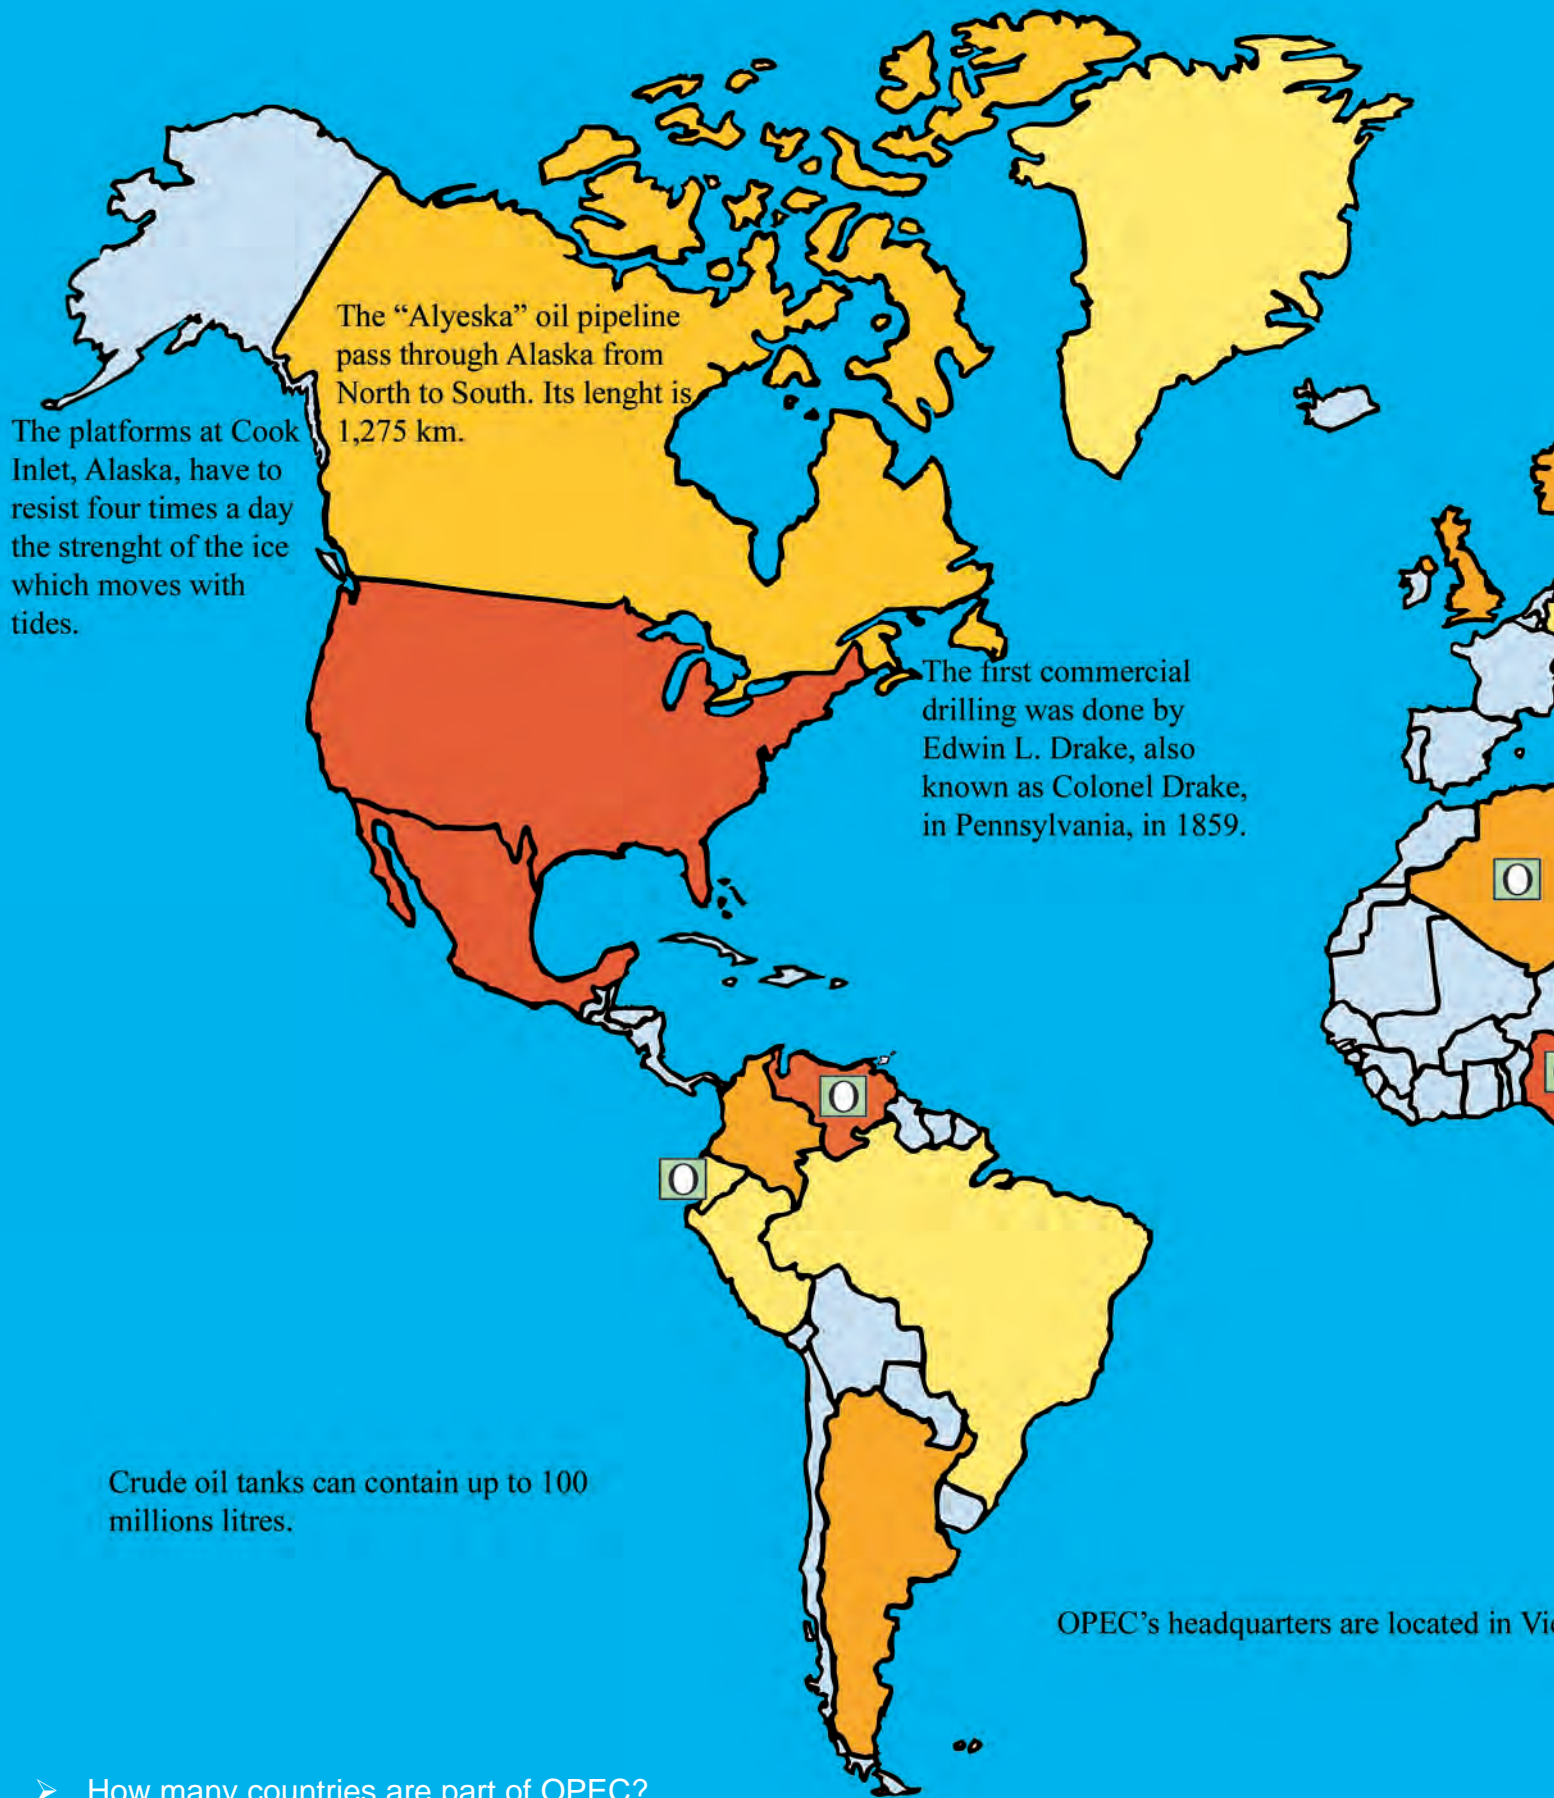 The “Alyeska” oil pipeline
pass through Alaska from
North to South. Its lenght is
1,275 km.
The platforms at Cook
Inlet, Alaska, have to
resist four times a day
the strenght of the ice
which moves with
tides.
The first commercial
drilling was done by
Edwin L. Drake, also
known as Colonel Drake,
in Pennsylvania, in 1859.
O
O
O
Crude oil tanks can contain up to 100
millions litres.
OPEC’s headquarters are located in
➢ How many countries are part of OPEC?